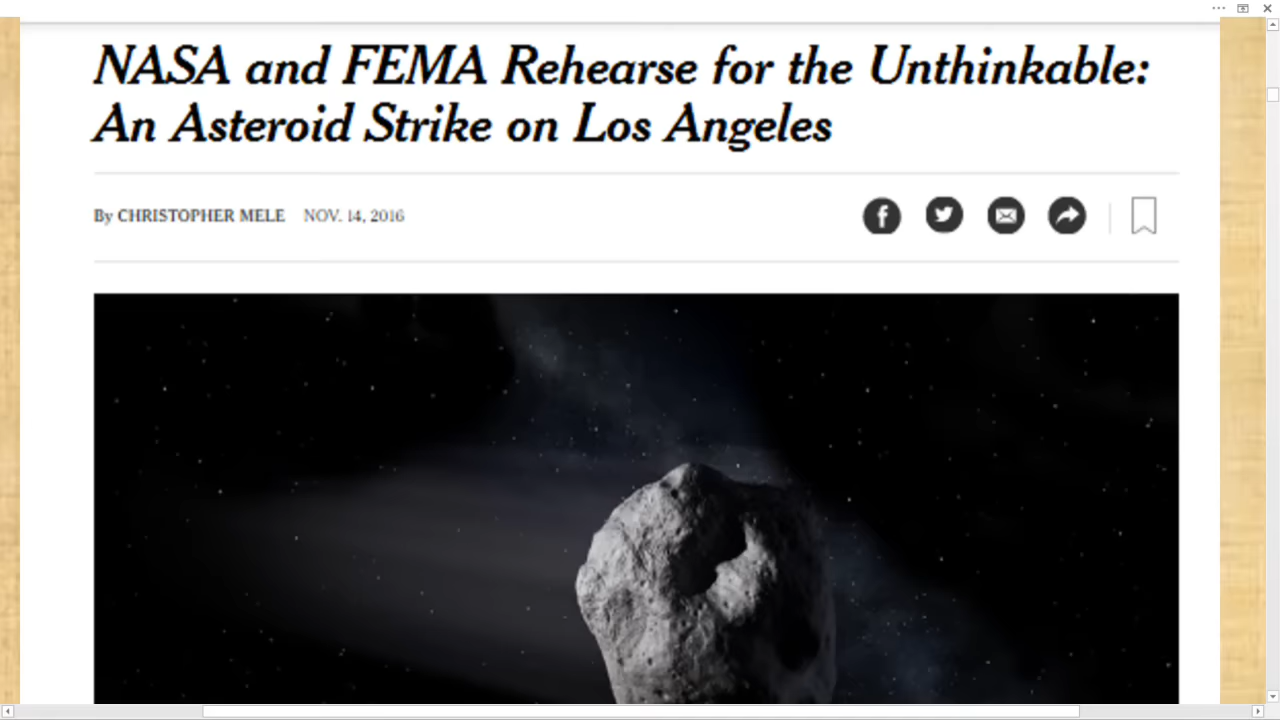 NASA and FEMA Rehearse for the Unthinkable:
An Asteroid Strike on Los Angeles
By CHRISTOPHER MELE NOV. 14, 2016